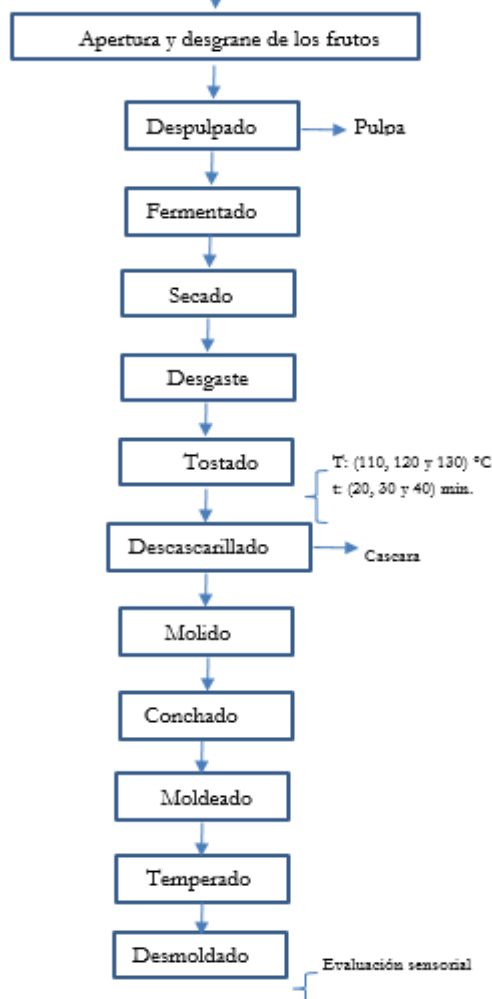 Apertura y desgrane de los frutos
Despulpado
Pulpa
Fermentado
Secado
Desgaste
Tostado
T: (110, 120 y 130) °C
t: (20, 30 y 40) min.
Descascarillado
Cascara
Molido
Conchado
Moldeado
Temperado
Desmoldado
Evaluación sensorial